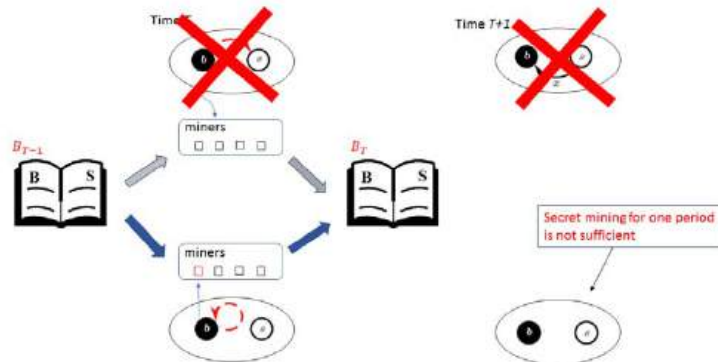 Time
Time T+1
b
b
s
x
miners
B_{T-1}
B S
B_T
B S
Secret mining for one period
is not sufficient
miners
b
b